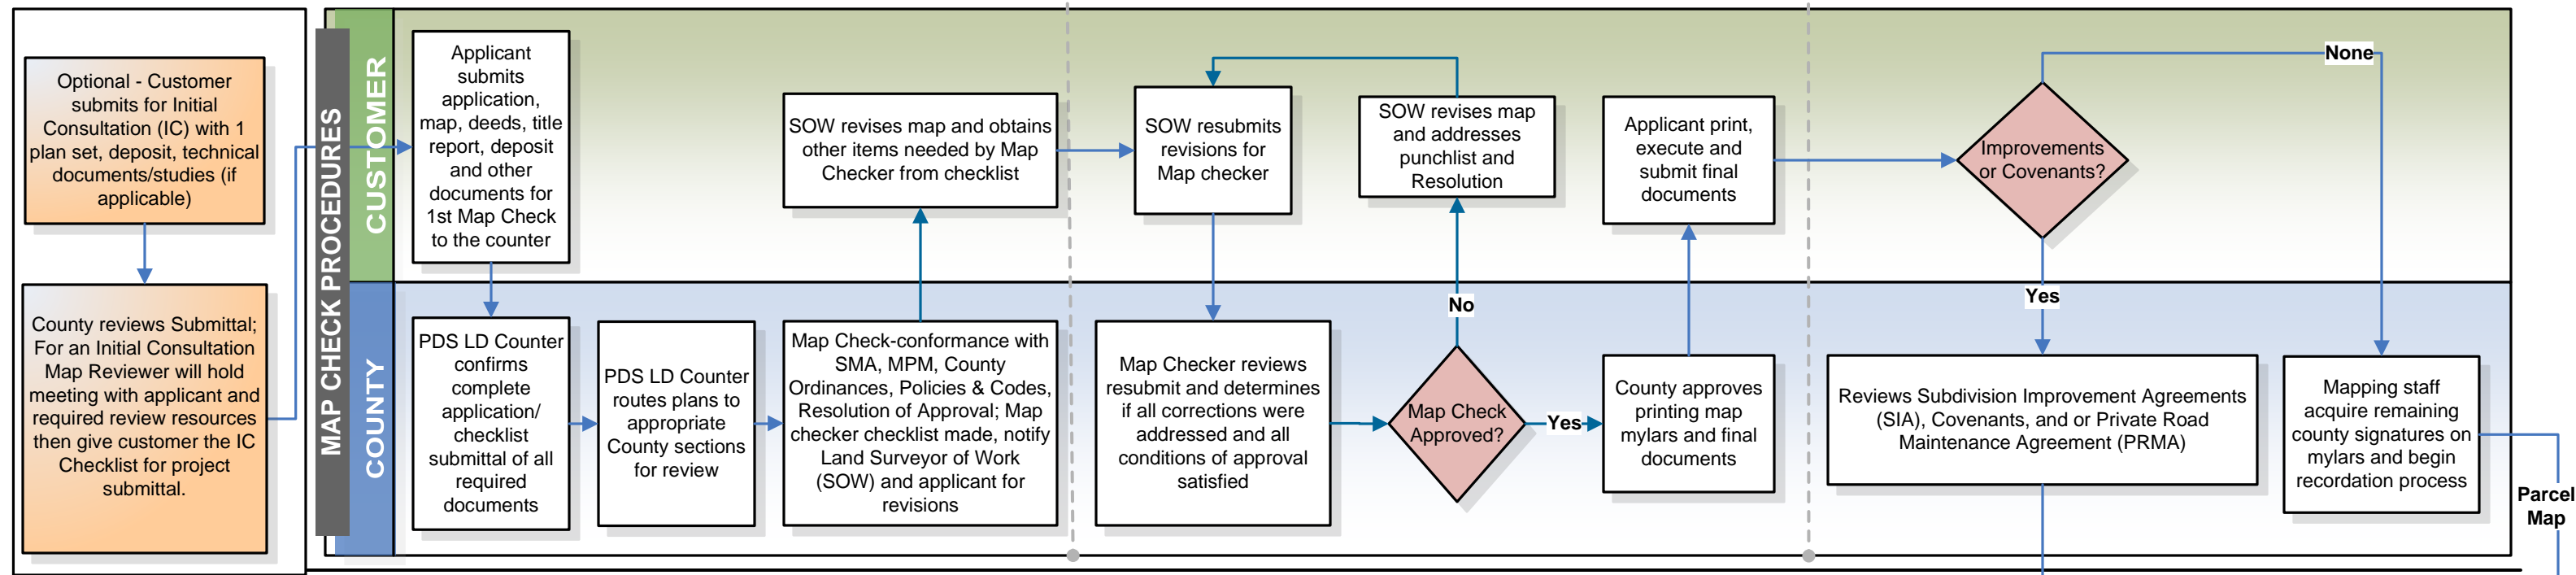 Optional - Customer
submits for Initial
Consultation (IC) with 1
plan set, deposit, technical
documents/studies (if
applicable)
County reviews Submittal;
For an Initial Consultation
Map Reviewer will hold
meeting with applicant and
required review resources
then give customer the IC
Checklist for project
submittal.
MAP CHECK PROCEDURES
CUSTOMER
Applicant
submits
application,
map, deeds, title
report, deposit
and other
documents for
1st Map Check
to the counter
SOW revises map and obtains
other items needed by Map
Checker from checklist
SOW resubmits
revisions for
Map checker
SOW revises map
and addresses
punchlist and
Resolution
Applicant print,
execute and
submit final
documents
Improvements
or Covenants?
None
COUNTY
PDS LD Counter
confirms
complete
application/
checklist
submittal of all
required
documents
PDS LD Counter
routes plans to
appropriate
County sections
for review
Map Check-conformance with
SMA, MPM, County
Ordinances, Policies & Codes,
Resolution of Approval; Map
checker checklist made, notify
Land Surveyor of Work
(SOW) and applicant for
revisions
Map Checker reviews
resubmit and determines
if all corrections were
addressed and all
conditions of approval
satisfied
No
Map Check
Approved?
Yes
County approves
printing map
mylars and final
documents
Yes
Reviews Subdivision Improvement Agreements
(SIA), Covenants, and or Private Road
Maintenance Agreement (PRMA)
Mapping staff
acquire remaining
county signatures on
mylars and begin
recordation process
Parcel
Map